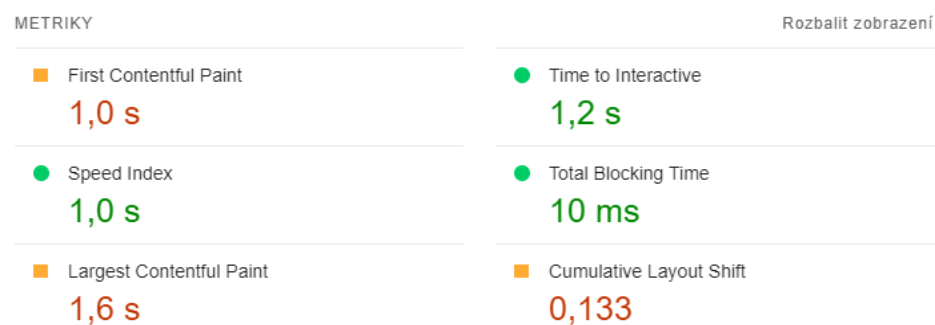 METRIKY
Rozbalit zobrazení
First Contentful Paint
1,0 s
Time to Interactive
1,2 s
Speed Index
1,0 s
Total Blocking Time
10 ms
Largest Contentful Paint
1,6 s
Cumulative Layout Shift
0,133